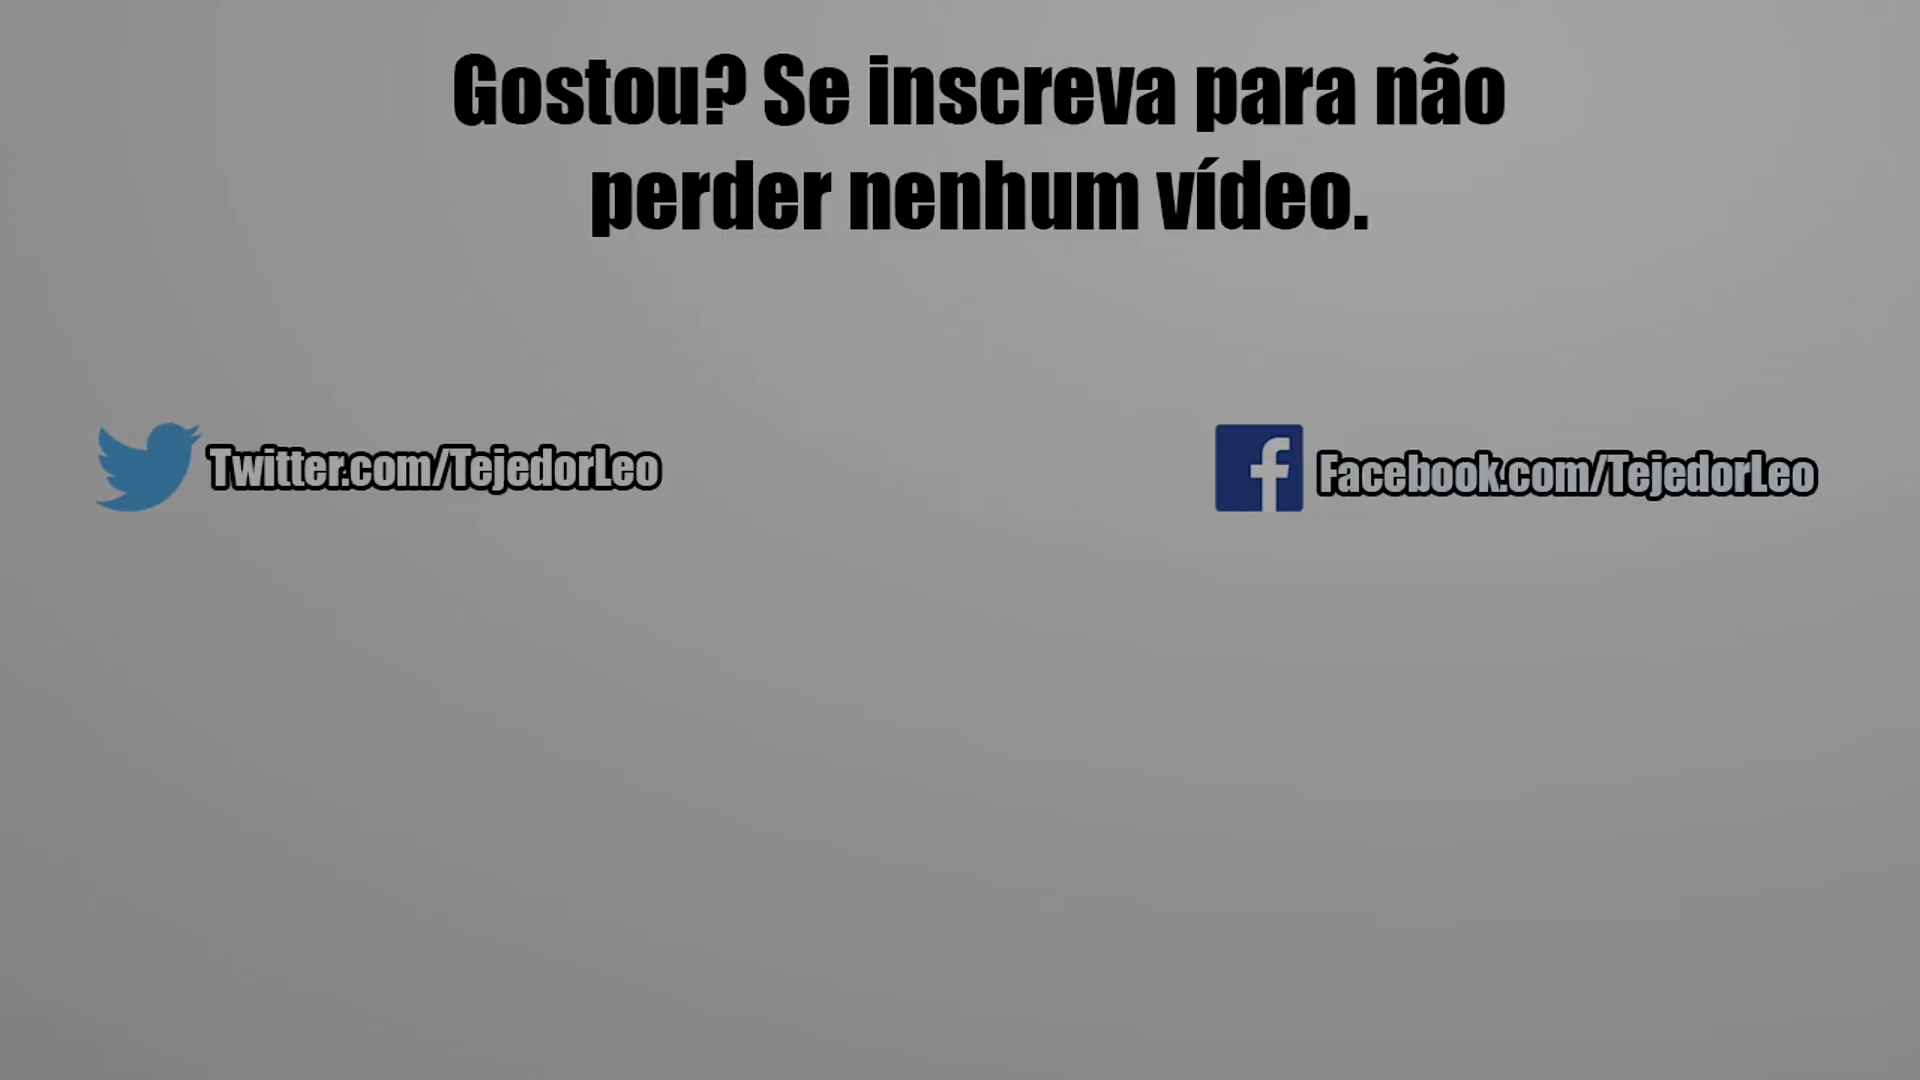 Gostou? Se inscreva para não
perder nenhum vídeo.
Twitter.com/TejedorLeo
Facebook.com/TejedorLeo